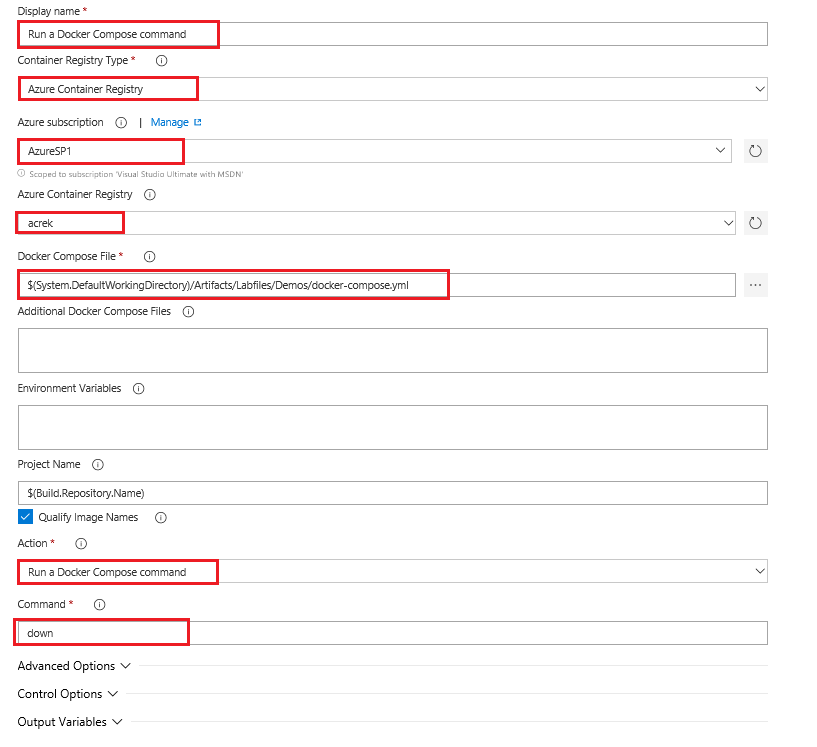 Display name *
Run a Docker Compose command
Container Registry Type *
Azure Container Registry
Azure subscription | Manage
AzureSP1
Scoped to subscription 'Visual Studio Ultimate with MSDN'
Azure Container Registry
acrek
Docker Compose File *
$(System.DefaultWorkingDirectory)/Artifacts/Labfiles/Demos/docker-compose.yml
Additional Docker Compose Files
Environment Variables
Project Name
$(Build.Repository.Name)
Qualify Image Names
Action *
Run a Docker Compose command
Command *
down
Advanced Options
Control Options
Output Variables